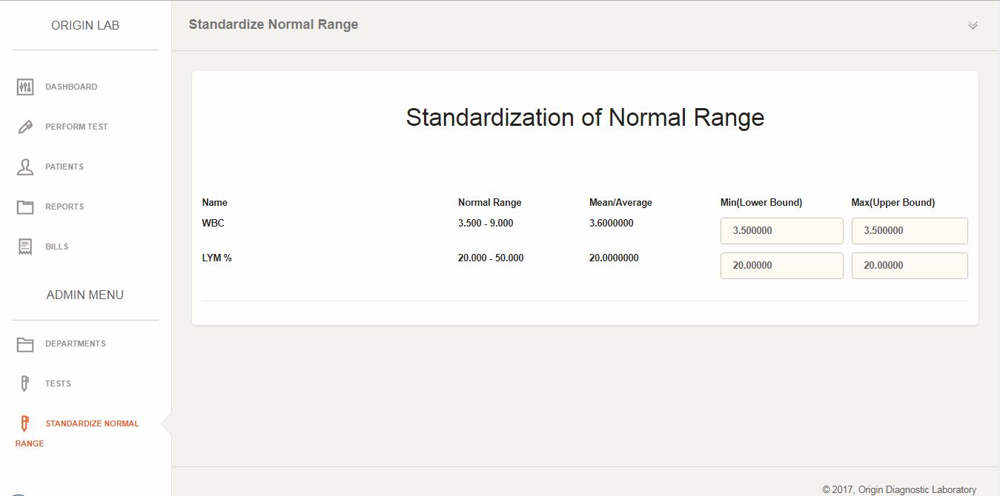 ORIGIN LAB
DASHBOARD
PERFORM TEST
PATIENTS
REPORTS
BILLS
ADMIN MENU
DEPARTMENTS
TESTS
STANDARDIZE NORMAL
RANGE
Standardize Normal Range
Standardization of Normal Range
Name Normal Range Mean/Average Min(Lower Bound) Max(Upper Bound)
WBC 3.500 - 9.000 3.6000000 3.500000 3.500000
LYM % 20.000 - 50.000 20.0000000 20.00000 20.00000
© 2017, Origin Diagnostic Laboratory